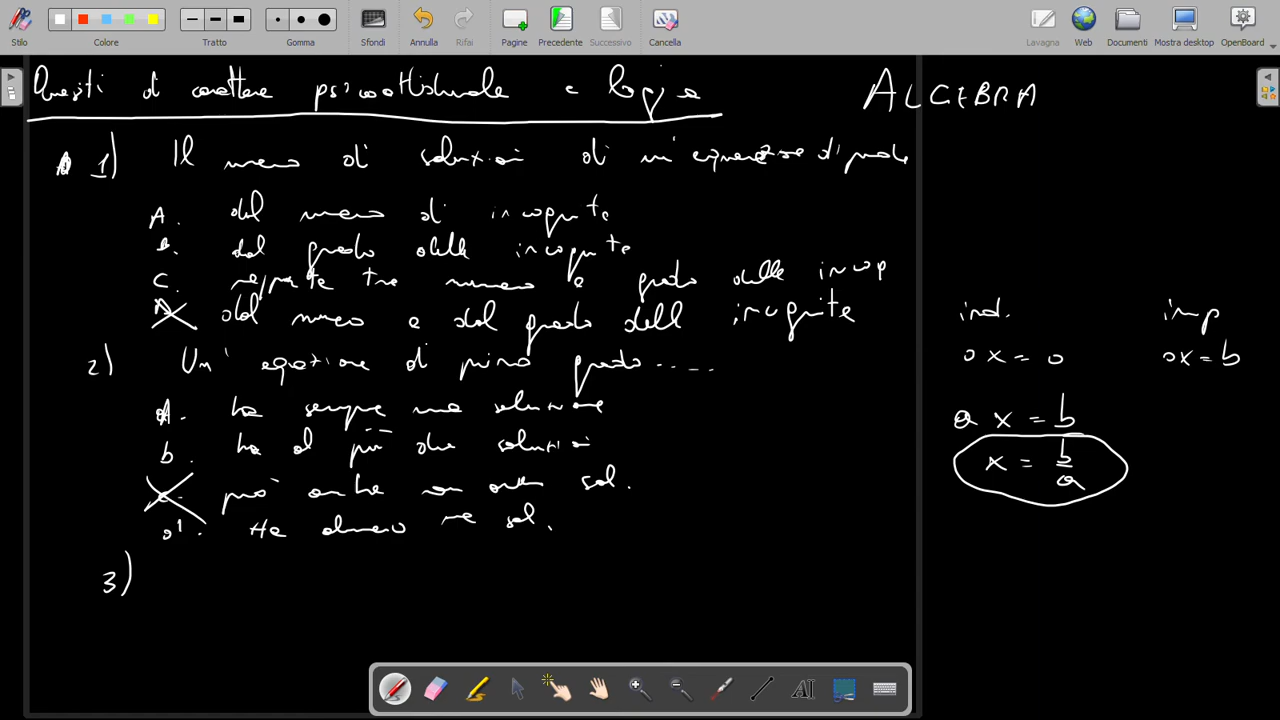 Stilo Colore Tratto Gomma Sfondi Annulla Rifai Pagine Precedente Successivo Cancella Lavagna Web Documenti Mostra desktop OpenBoard
Quesiti di carattere e logica
ALGEBRA
1) Il numero di soluzioni di un'equazione dipende
A. dal numero di incognite
B. dal grado delle incognite
C. tra numero e grado delle incog
dal numero e dal grado dell incognite
ind. imp
0x = 0 0x = b
2) Un'equazione di primo grado ......
A. ha sempre una soluzione
b. ha al più due soluzioni
c. può anche non avere sol.
d. Ha almeno una sol.
a x = b
x = b/a
3)